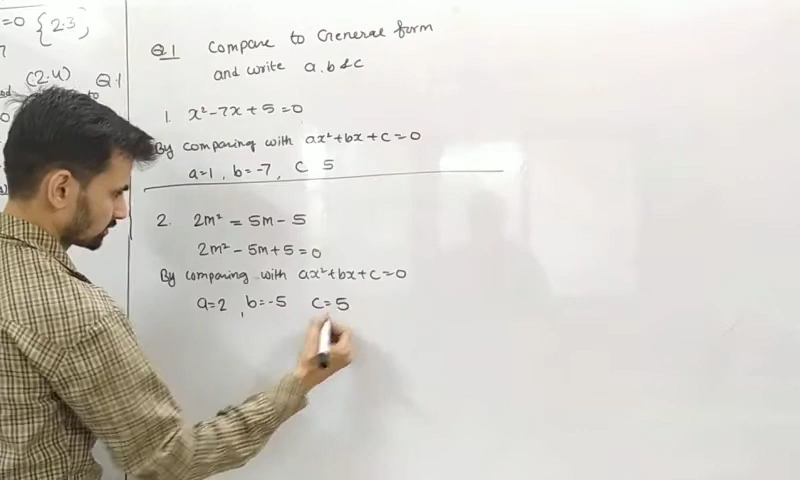 =0 {2.3}
(2.4) Q.1
to
Q1 Compare to General form
and write a.b & c
1. x²-7x+5=0
By comparing with ax²+bx+c=0
a=1, b=-7, C 5
2. 2m² = 5m-5
2m² - 5m+5=0
By comparing with ax²+bx+c=0
a=2, b=-5 C=5